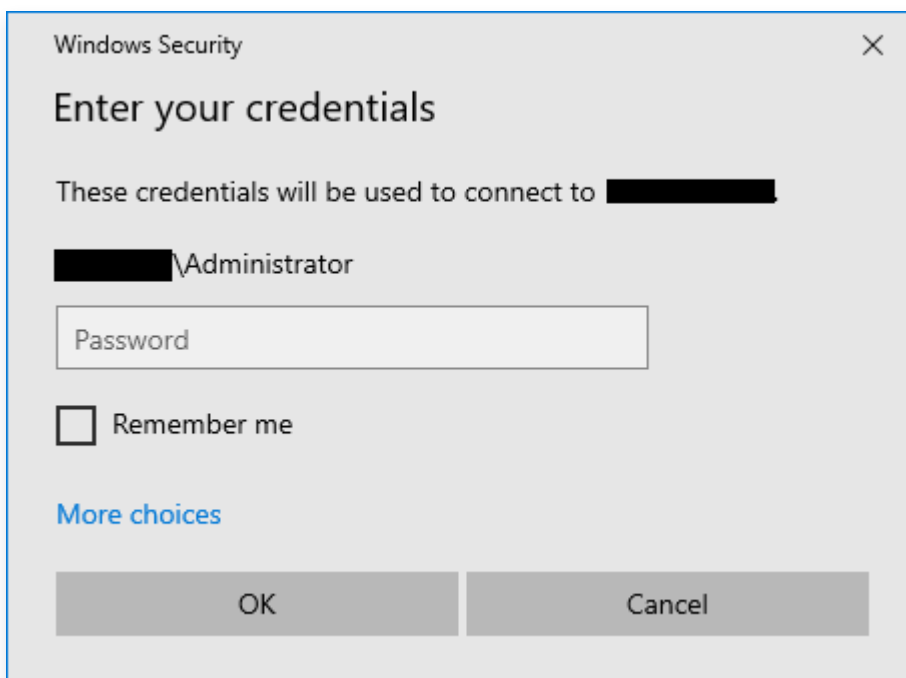 Windows Security
Enter your credentials
These credentials will be used to connect to
\Administrator
Password
Remember me
More choices
OK
Cancel